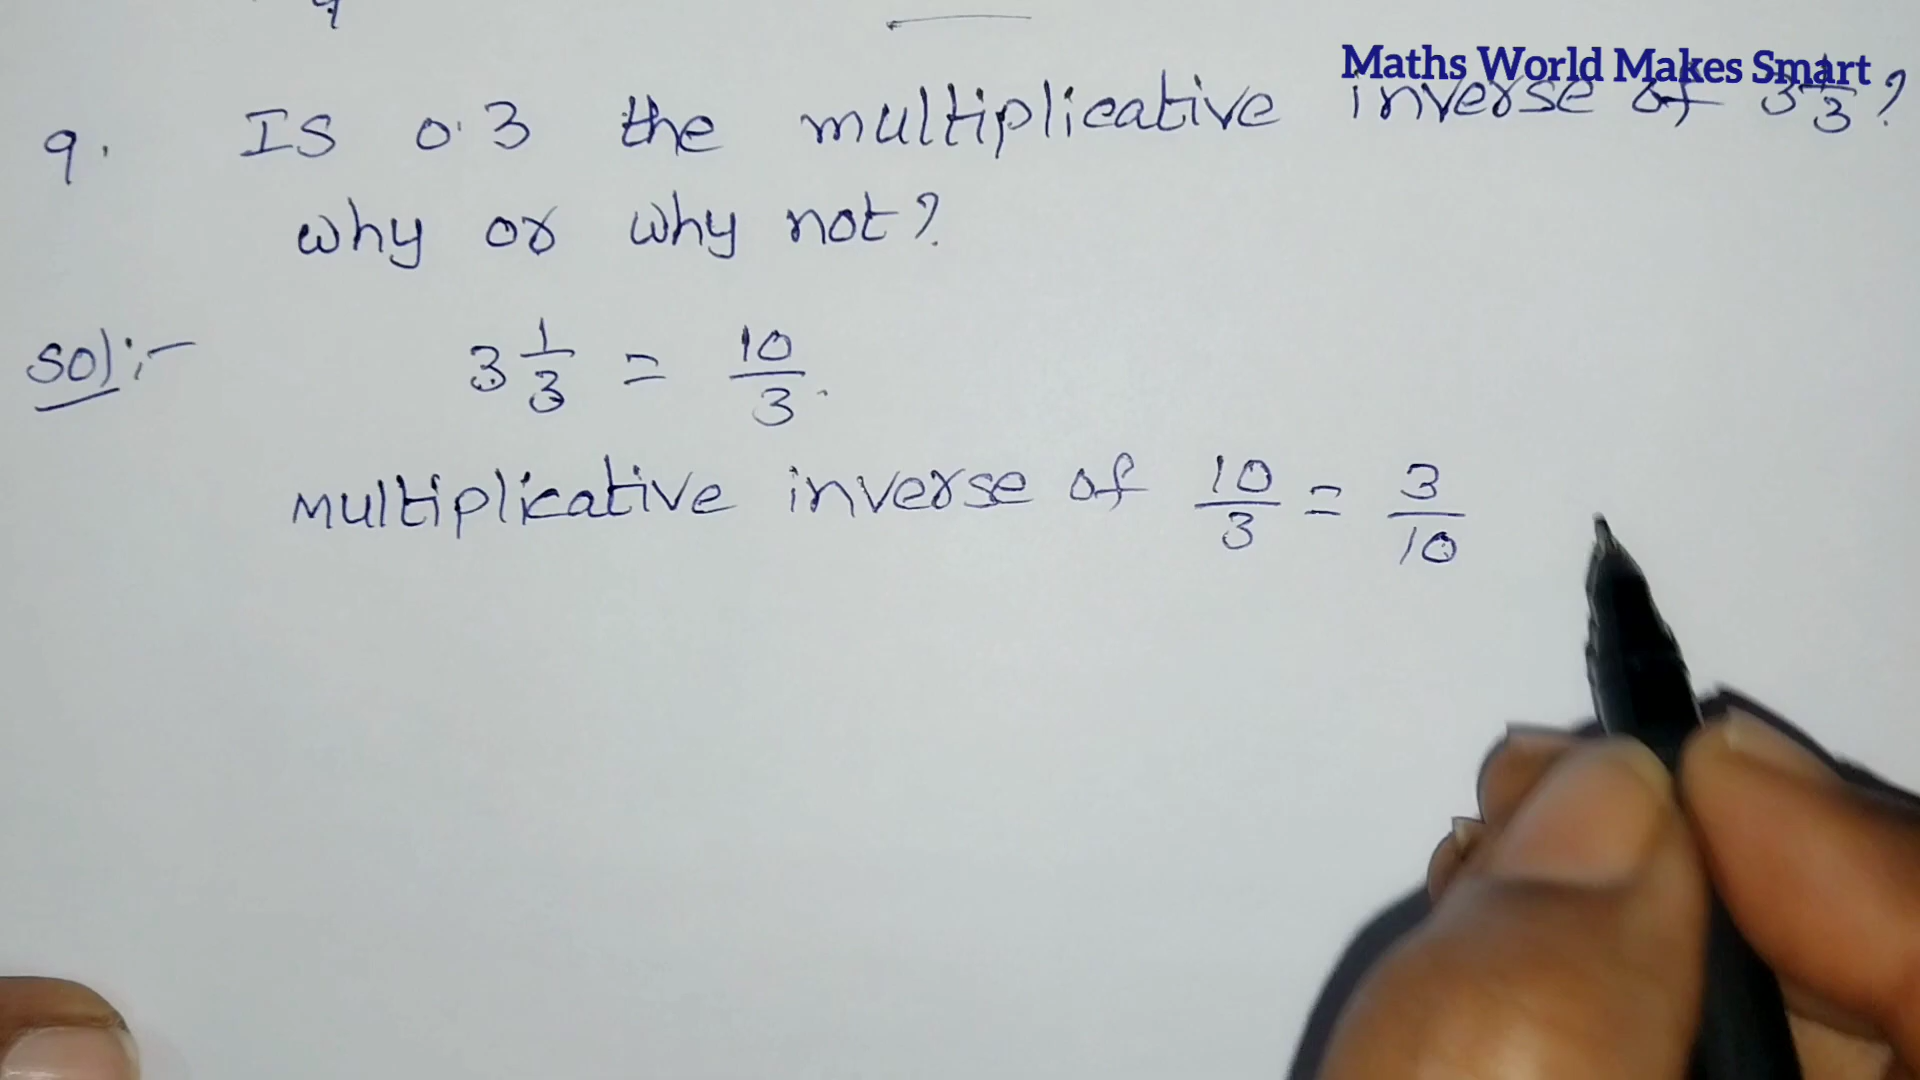 Maths World Makes Smart
9. Is 0.3 the multiplicative inverse of 3 1/3?
why or why not?
Sol:- 3 1/3 = 10/3.
Multiplicative inverse of 10/3 = 3/10